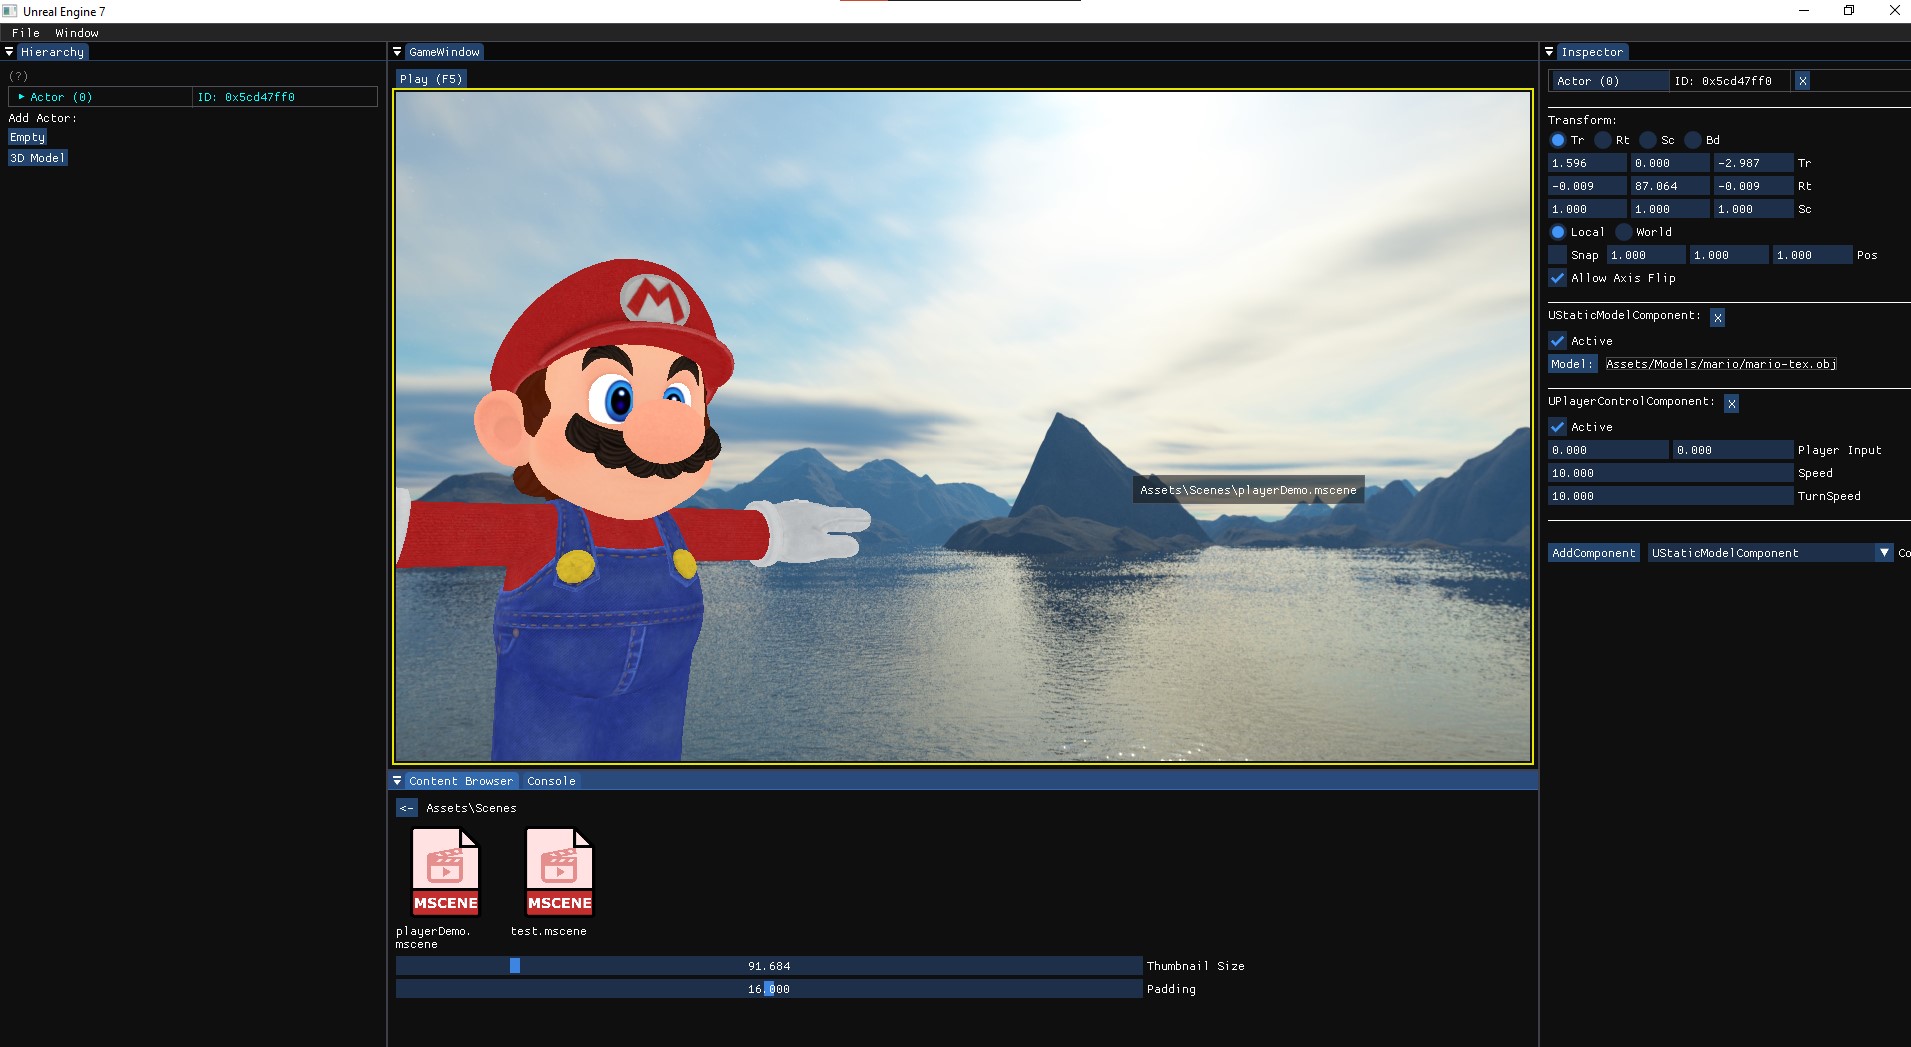 Unreal Engine 7
File Window
Hierarchy
(?)
Actor (0) ID: 0x5cd47ff0
Add Actor:
Empty
3D Model
GameWindow
Play (F5)
M
Assets\Scenes\playerDemo.mscene
Content Browser Console
<- Assets\Scenes
MSCENE MSCENE
playerDemo.
mscene
test.mscene
91.684 Thumbnail Size
16.000 Padding
Inspector
Actor (0) ID: 0x5cd47ff0 X
Transform:
Tr Rt Sc Bd
1.596 0.000 -2.987 Tr
-0.009 87.064 -0.009 Rt
1.000 1.000 1.000 Sc
Local World
Snap 1.000 1.000 1.000 Pos
Allow Axis Flip
UStaticModelComponent: X
Active
Model: Assets/Models/mario/mario-tex.obj
UPlayerControlComponent: X
Active
0.000 0.000 Player Input
10.000 Speed
10.000 TurnSpeed
AddComponent UStaticModelComponent Co